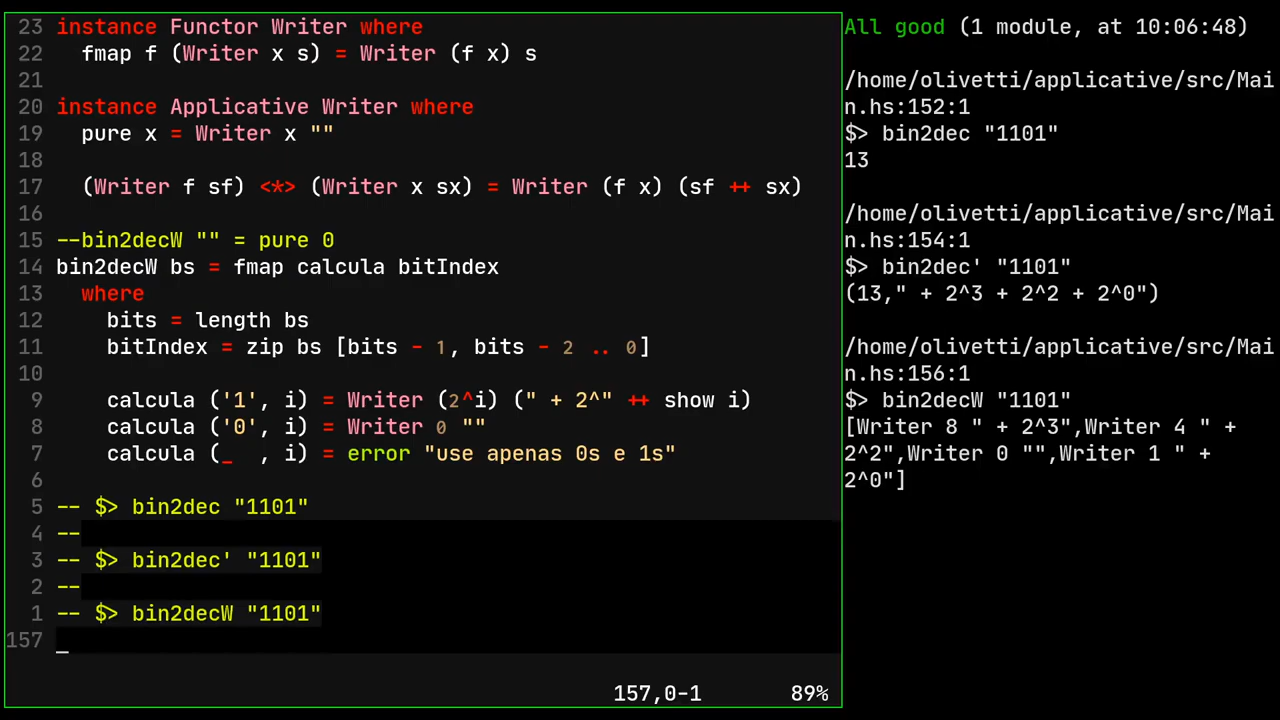 23 instance Functor Writer where
22   fmap f (Writer x s) = Writer (f x) s
21
20 instance Applicative Writer where
19   pure x = Writer x ""
18
17   (Writer f sf) <*> (Writer x sx) = Writer (f x) (sf ++ sx)
16
15 --bin2decW "" = pure 0
14 bin2decW bs = fmap calcula bitIndex
13   where
12     bits = length bs
11     bitIndex = zip bs [bits - 1, bits - 2 .. 0]
10
9     calcula ('1', i) = Writer (2^i) (" + 2^" ++ show i)
8     calcula ('0', i) = Writer 0 ""
7     calcula (_  , i) = error "use apenas 0s e 1s"
6
5 -- $> bin2dec "1101"
4 --
3 -- $> bin2dec' "1101"
2 --
1 -- $> bin2decW "1101"
157
157,0-1 89%
All good (1 module, at 10:06:48)
/home/olivetti/applicative/src/Mai
n.hs:152:1
$> bin2dec "1101"
13
/home/olivetti/applicative/src/Mai
n.hs:154:1
$> bin2dec' "1101"
(13," + 2^3 + 2^2 + 2^0")
/home/olivetti/applicative/src/Mai
n.hs:156:1
$> bin2decW "1101"
[Writer 8 " + 2^3",Writer 4 " +
2^2",Writer 0 "",Writer 1 " +
2^0"]